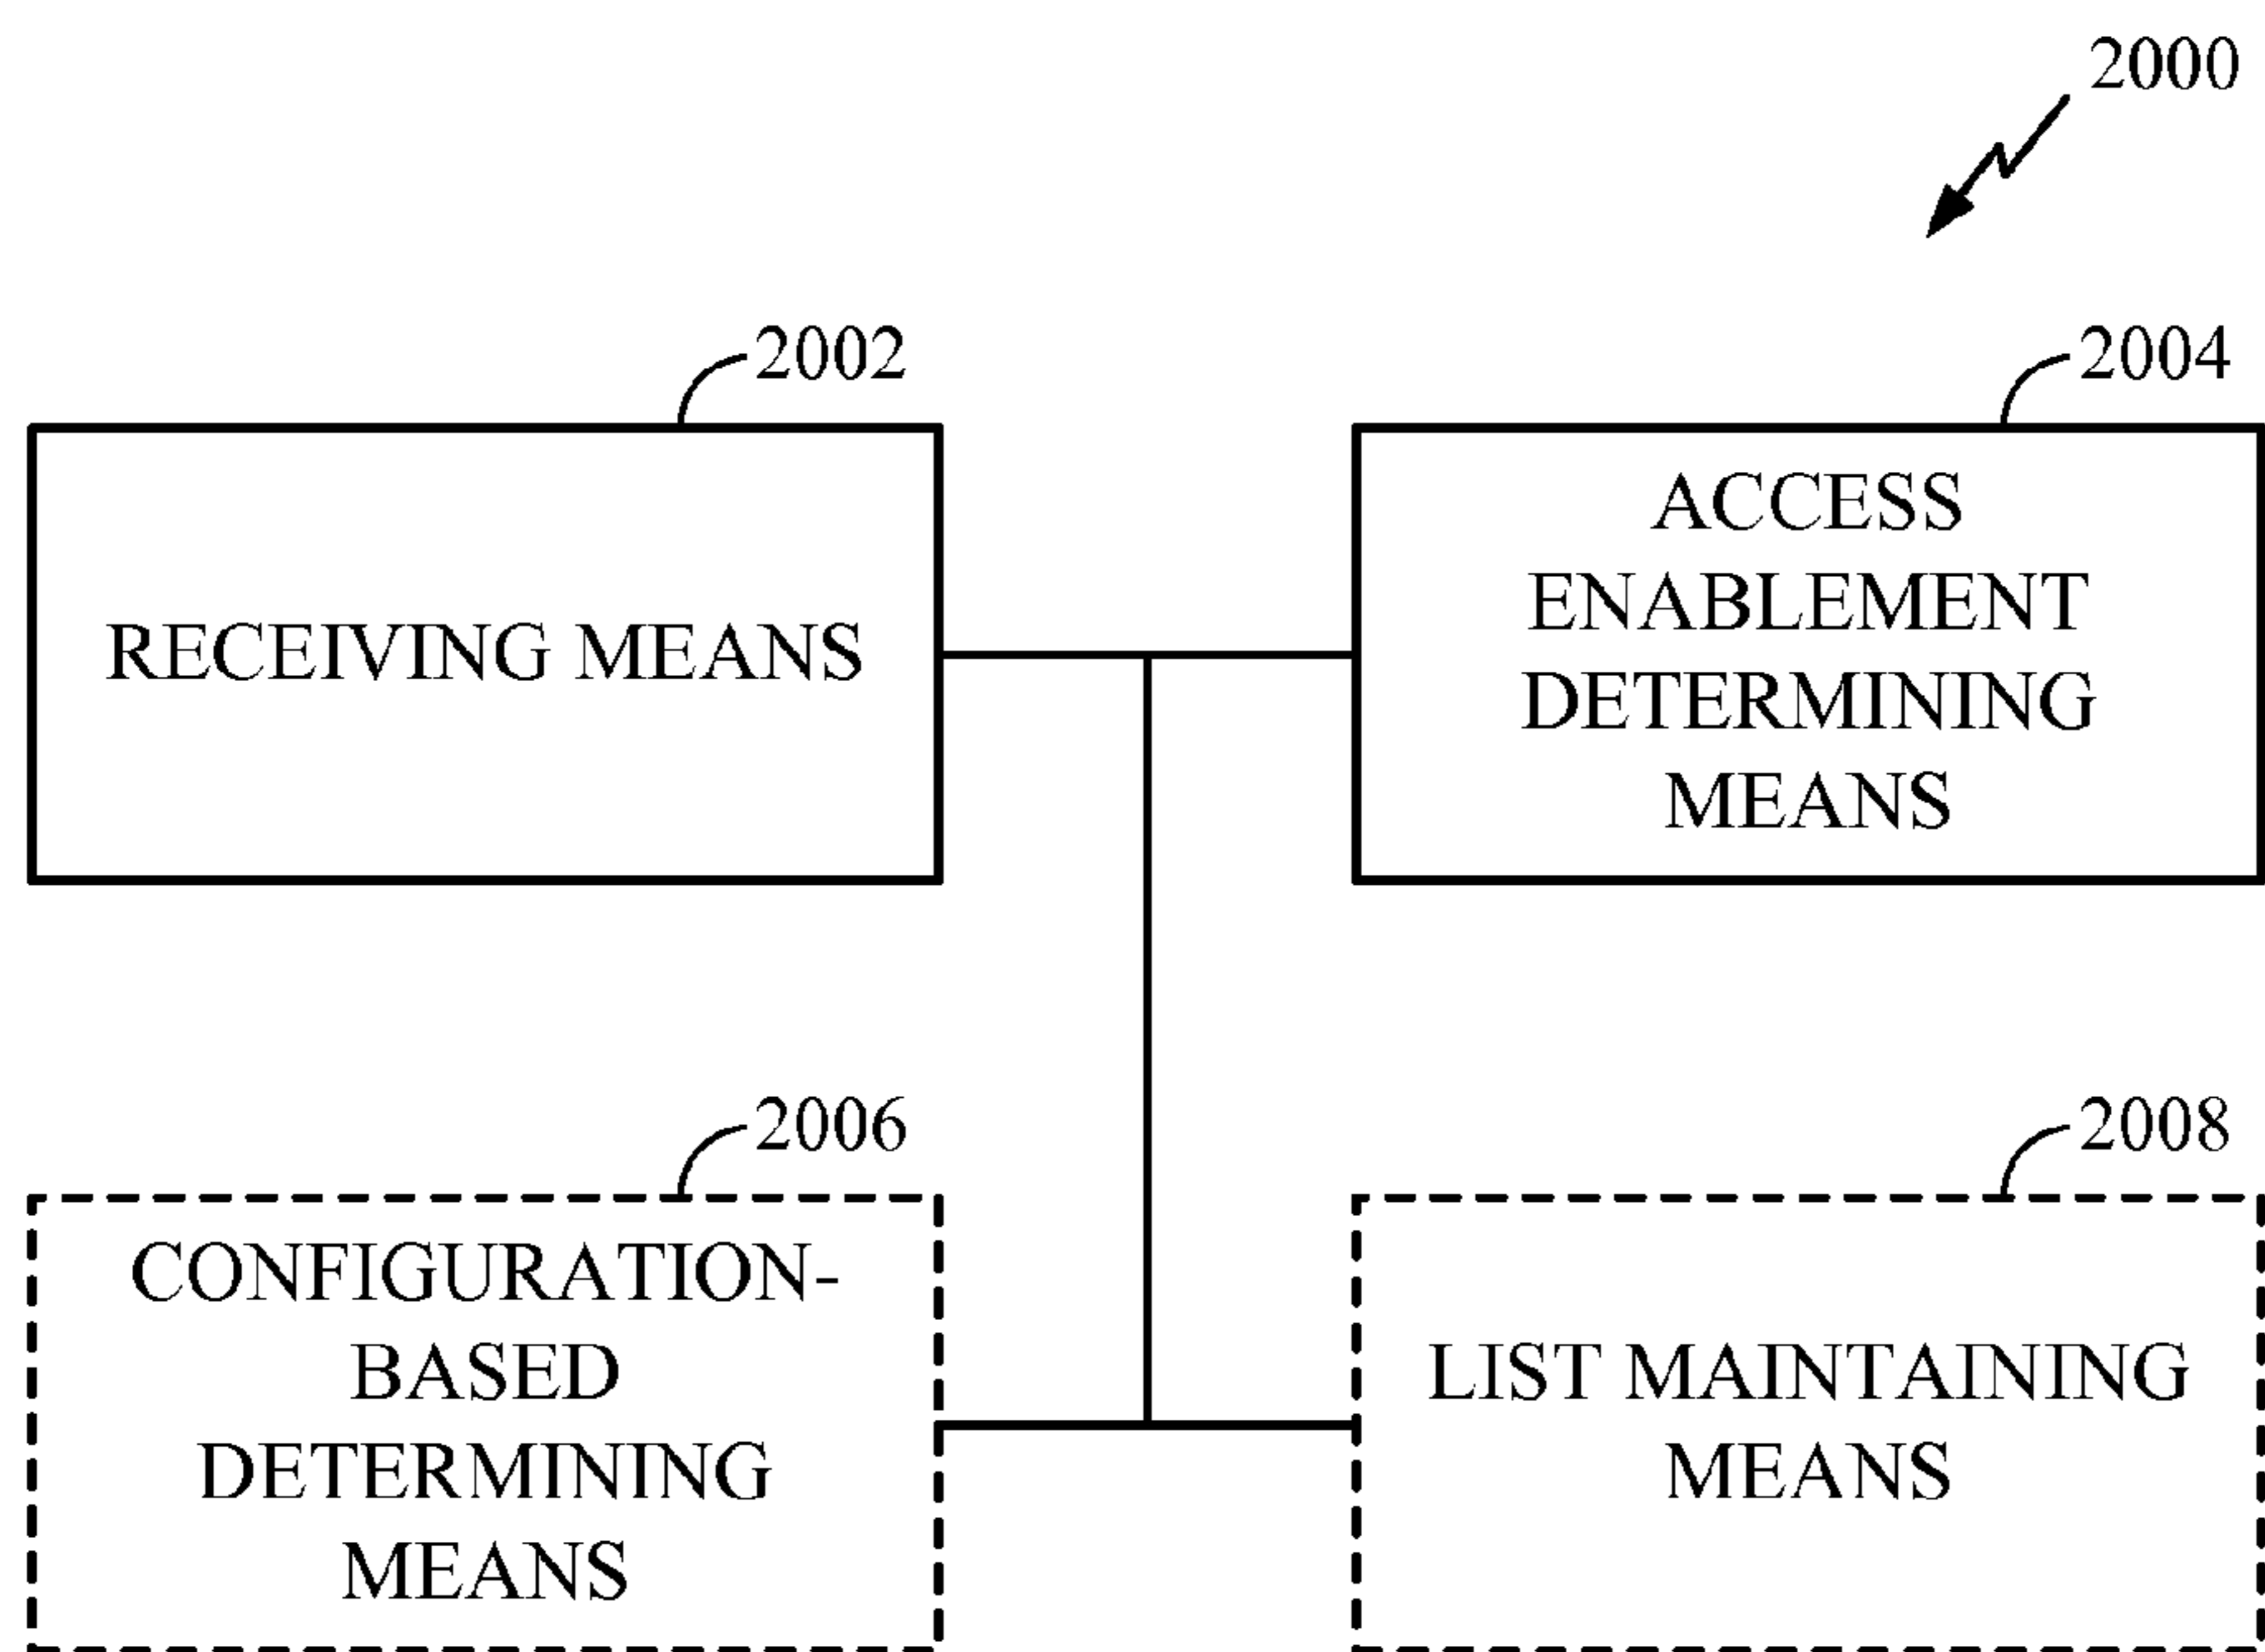 2000
2002
2004
RECEIVING MEANS
ACCESS
ENABLEMENT
DETERMINING
MEANS
2006
2008
CONFIGURATION-
BASED
DETERMINING
MEANS
LIST MAINTAINING
MEANS